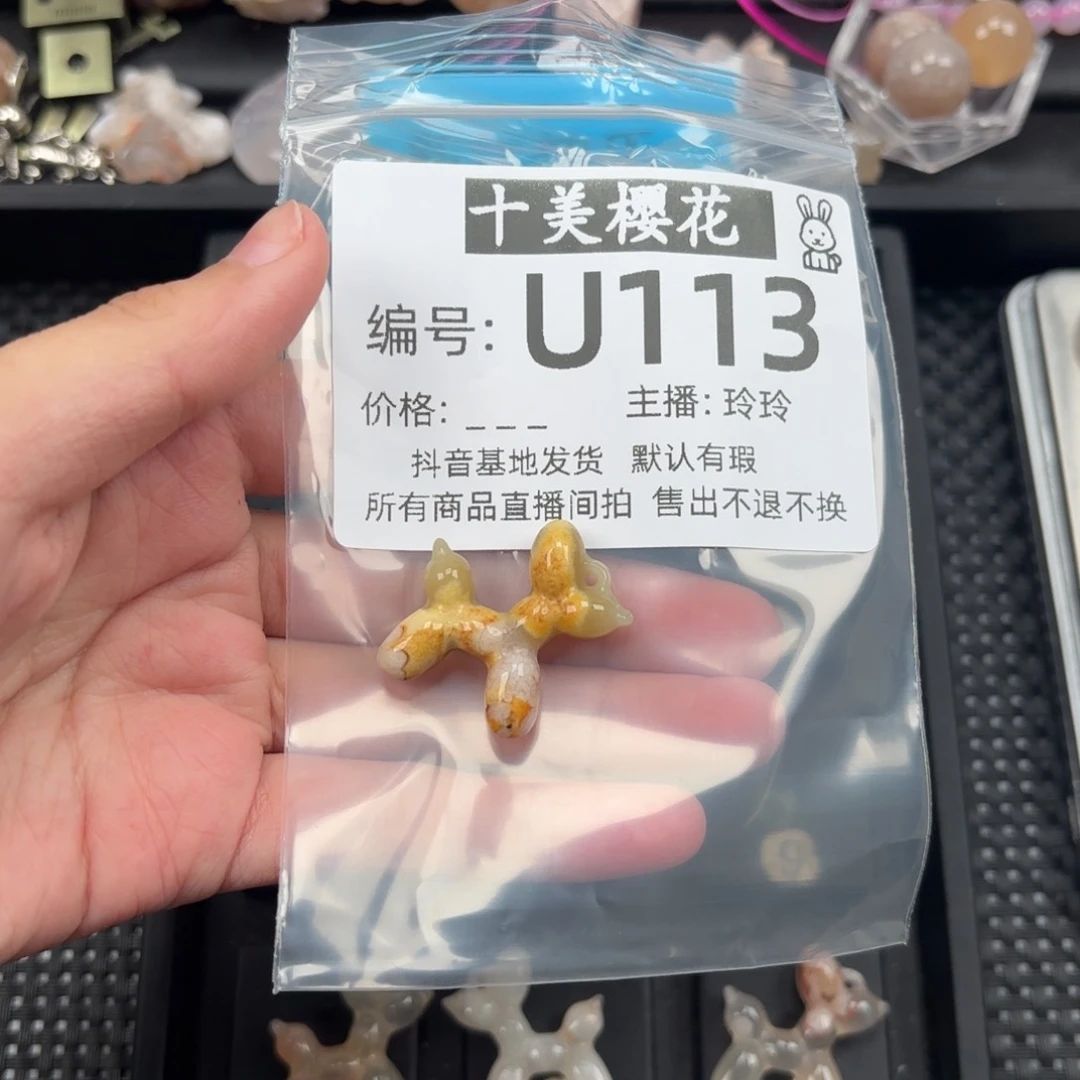 十美樱花
编号: U113
价格: _ _ _ 主播: 玲玲
抖音基地发货 默认有瑕
所有商品直播间拍 售出不退不换